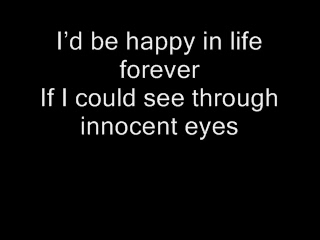 I’d be happy in life
forever
If I could see through
innocent eyes